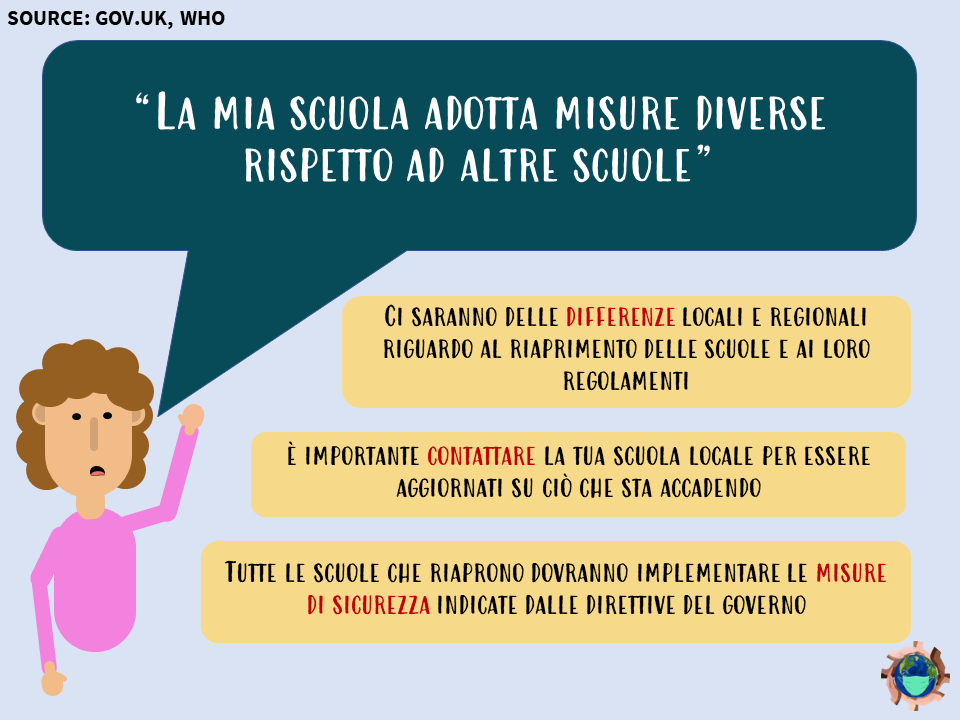 SOURCE: GOV.UK, WHO
“La mia scuola adotta misure diverse
rispetto ad altre scuole”
Ci saranno delle differenze locali e regionali
riguardo al riaprimento delle scuole e ai loro
regolamenti
È importante contattare la tua scuola locale per essere
aggiornati su ciò che sta accadendo
Tutte le scuole che riaprono dovranno implementare le misure
di sicurezza indicate dalle direttive del governo